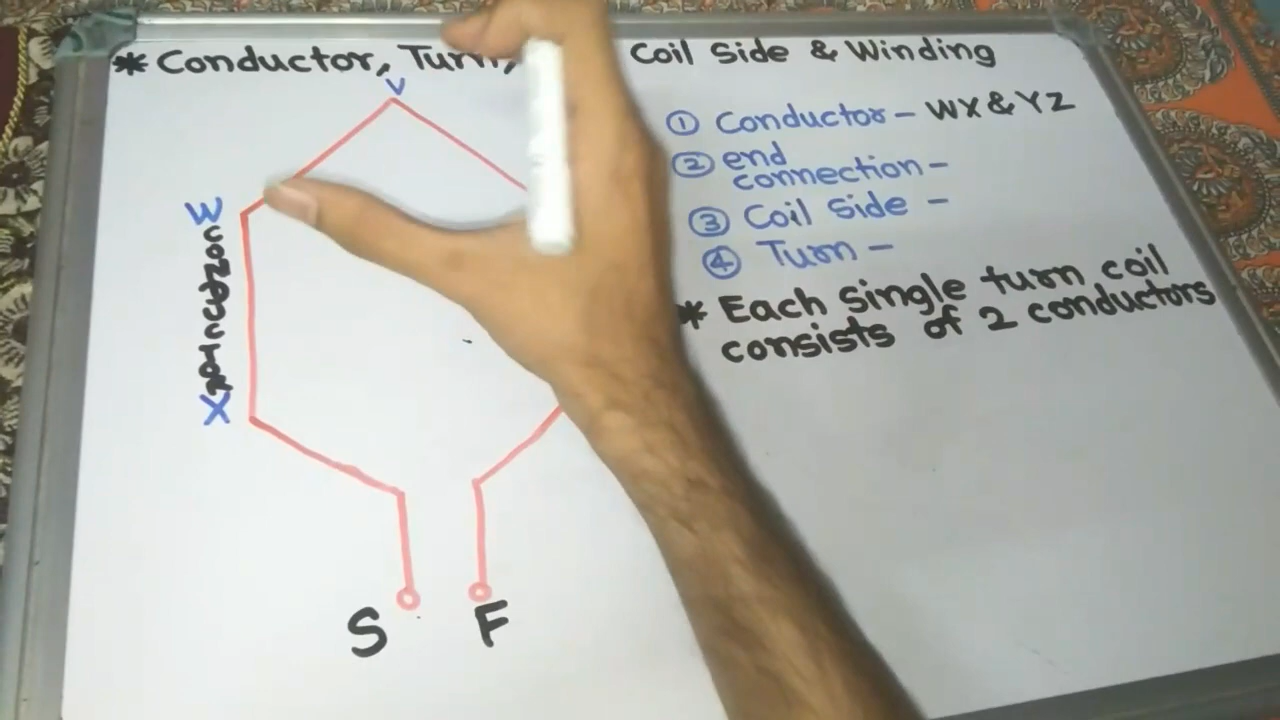 * Conductor, Turn, Coil Side & Winding
V
W
conductor
X
S F
① Conductor - WX & YZ
② end
connection -
③ Coil Side -
④ Turn -
* Each single turn coil
consists of 2 conductors